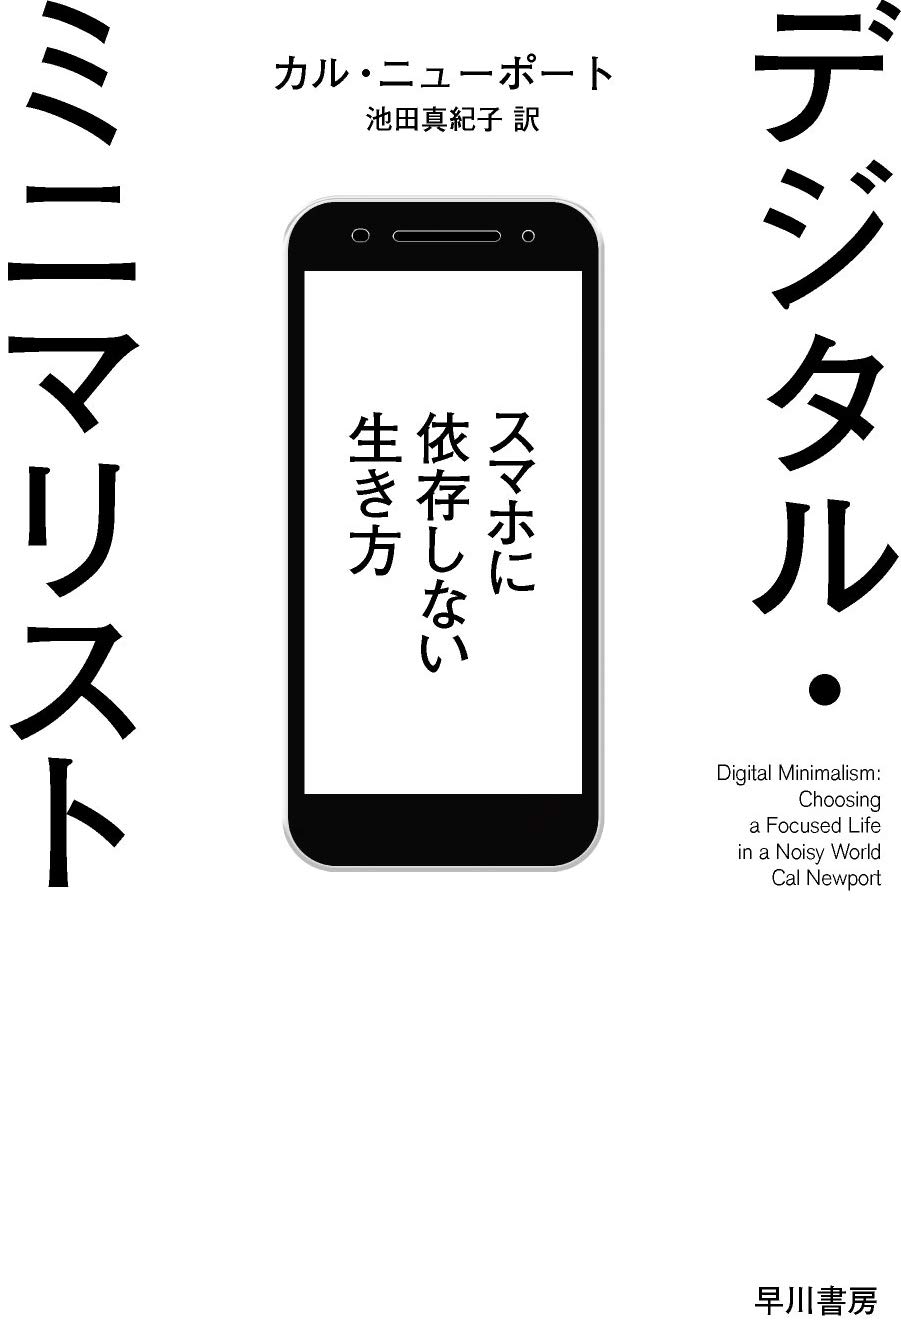 デジタル・
ミニマリスト
カル・ニューポート
池田真紀子 訳
スマホに
依存しない
生き方
Digital Minimalism:
Choosing
a Focused Life
in a Noisy World
Cal Newport
早川書房